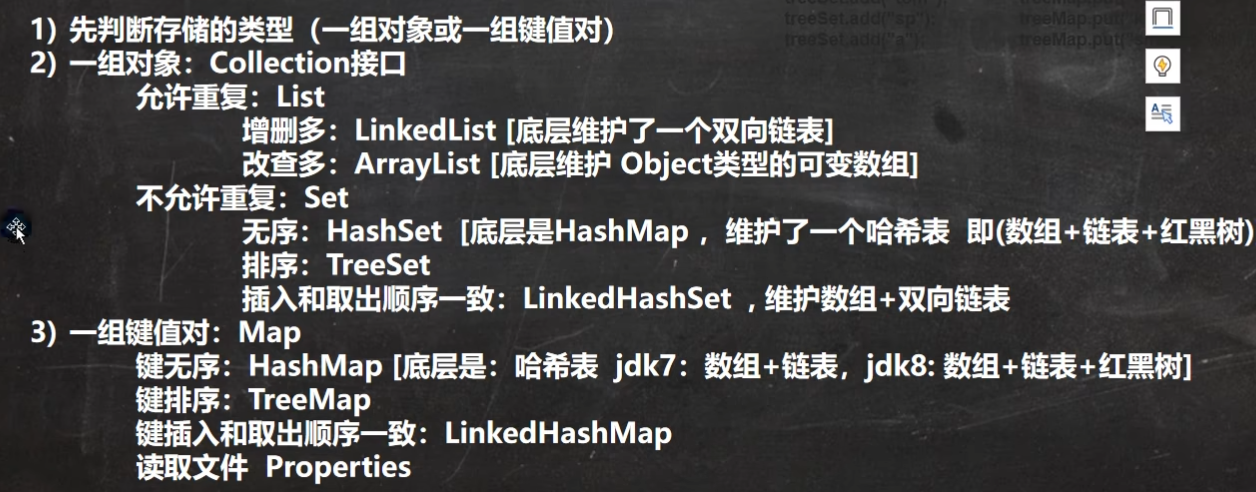 treeSet.add("sp");
treeMap.put(
treeSet.add("a")
treeMap.put(
1) 先判断存储的类型（一组对象或一组键值对）
2) 一组对象：Collection接口
允许重复：List
增删多：LinkedList [底层维护了一个双向链表]
改查多：ArrayList [底层维护 Object类型的可变数组]
不允许重复：Set
无序：HashSet [底层是HashMap ，维护了一个哈希表 即(数组+链表+红黑树)
排序：TreeSet
插入和取出顺序一致：LinkedHashSet ，维护数组+双向链表
3) 一组键值对：Map
键无序：HashMap [底层是：哈希表 jdk7：数组+链表，jdk8: 数组+链表+红黑树]
键排序：TreeMap
键插入和取出顺序一致：LinkedHashMap
读取文件 Properties